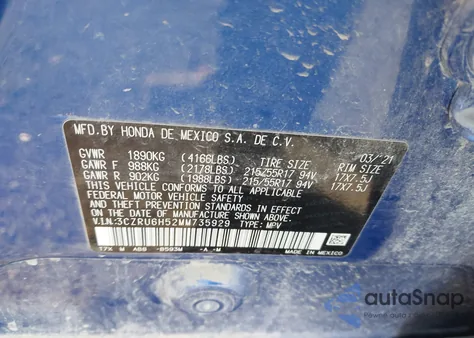 MFD. BY HONDA DE MEXICO S.A. DE C.V.
03/21
GVWR 1890KG (4166LBS) TIRE SIZE RIM SIZE
GAWR F 988KG (2178LBS) 215/55R17 94V 17X7.5J
GAWR R 902KG (1988LBS) 215/55R17 94V 17X7.5J
THIS VEHICLE CONFORMS TO ALL APPLICABLE
FEDERAL MOTOR VEHICLE SAFETY AND
THEFT PREVENTION STANDARDS IN EFFECT ON THE
DATE OF MANUFACTURE SHOWN ABOVE.
V.I.N.:3CZRU6H52MM735929 TYPE: MPV
T7X M ABB -B593M -A -M
MADE IN MEXICO
autoSnap